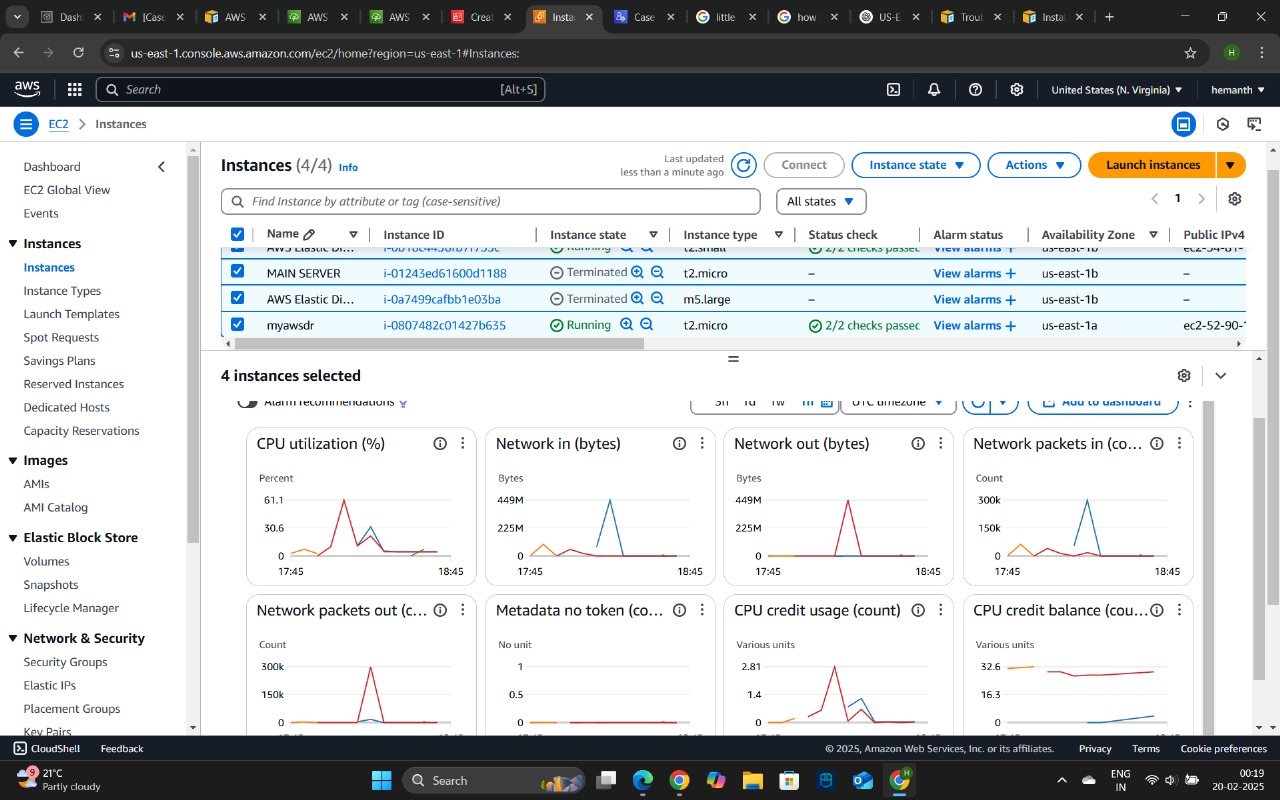 Dash
[Case
AWS
AWS
AWS
Creat
Insta
Case
little
how
US-E
Trout
Insta
us-east-1.console.aws.amazon.com/ec2/home?region=us-east-1#Instances:
H
aws
Search
[Alt+S]
United States (N. Virginia)
hemanth
EC2
Instances
Dashboard
EC2 Global View
Events
Instances
Instances
Instance Types
Launch Templates
Spot Requests
Savings Plans
Reserved Instances
Dedicated Hosts
Capacity Reservations
Images
AMIs
AMI Catalog
Elastic Block Store
Volumes
Snapshots
Lifecycle Manager
Network & Security
Security Groups
Elastic IPs
Placement Groups
Key Pairs
Instances (4/4) Info
Last updated
less than a minute ago
Connect
Instance state
Actions
Launch instances
Find Instance by attribute or tag (case-sensitive)
All states
1
Name Instance ID Instance state Instance type Status check Alarm status Availability Zone Public IPv4
AWS Elastic Di... Running t2.small 2/2 checks passec View alarms + us-east-1b
MAIN SERVER i-01243ed61600d1188 Terminated t2.micro – View alarms + us-east-1b –
AWS Elastic Di... i-0a7499cafbb1e03ba Terminated m5.large – View alarms + us-east-1b –
myawsdr i-0807482c01427b635 Running t2.micro 2/2 checks passec View alarms + us-east-1a ec2-52-90-1
4 instances selected
Alarm recommendations
3h 1d 1w 1h
UTC timezone
Add to dashboard
CPU utilization (%)
Percent
61.1
30.6
0
17:45 18:45
Network in (bytes)
Bytes
449M
225M
0
17:45 18:45
Network out (bytes)
Bytes
449M
225M
0
17:45 18:45
Network packets in (co...
Count
300k
150k
0
17:45 18:45
Network packets out (c...
Count
300k
150k
0
Metadata no token (co...
No unit
1
0.5
0
CPU credit usage (count)
Various units
2.81
1.4
0
CPU credit balance (cou...
Various units
32.6
16.3
0
CloudShell
Feedback
© 2025, Amazon Web Services, Inc. or its affiliates.
Privacy
Terms
Cookie preferences
9
21°C
Partly cloudy
Search
ENG
IN
00:19
20-02-2025